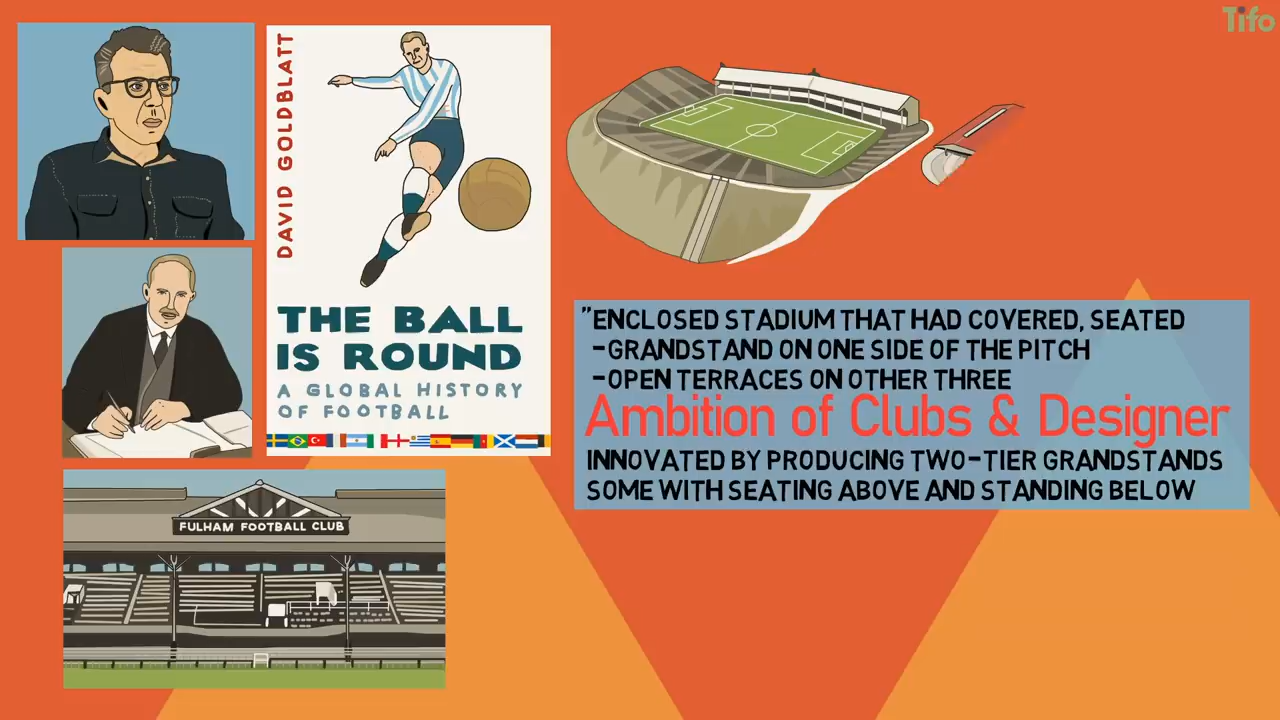 Tifo
DAVID GOLDBLATT
THE BALL
IS ROUND
A GLOBAL HISTORY
OF FOOTBALL
FULHAM FOOTBALL CLUB
"ENCLOSED STADIUM THAT HAD COVERED, SEATED
-GRANDSTAND ON ONE SIDE OF THE PITCH
-OPEN TERRACES ON OTHER THREE
Ambition of Clubs & Designer
INNOVATED BY PRODUCING TWO-TIER GRANDSTANDS
SOME WITH SEATING ABOVE AND STANDING BELOW